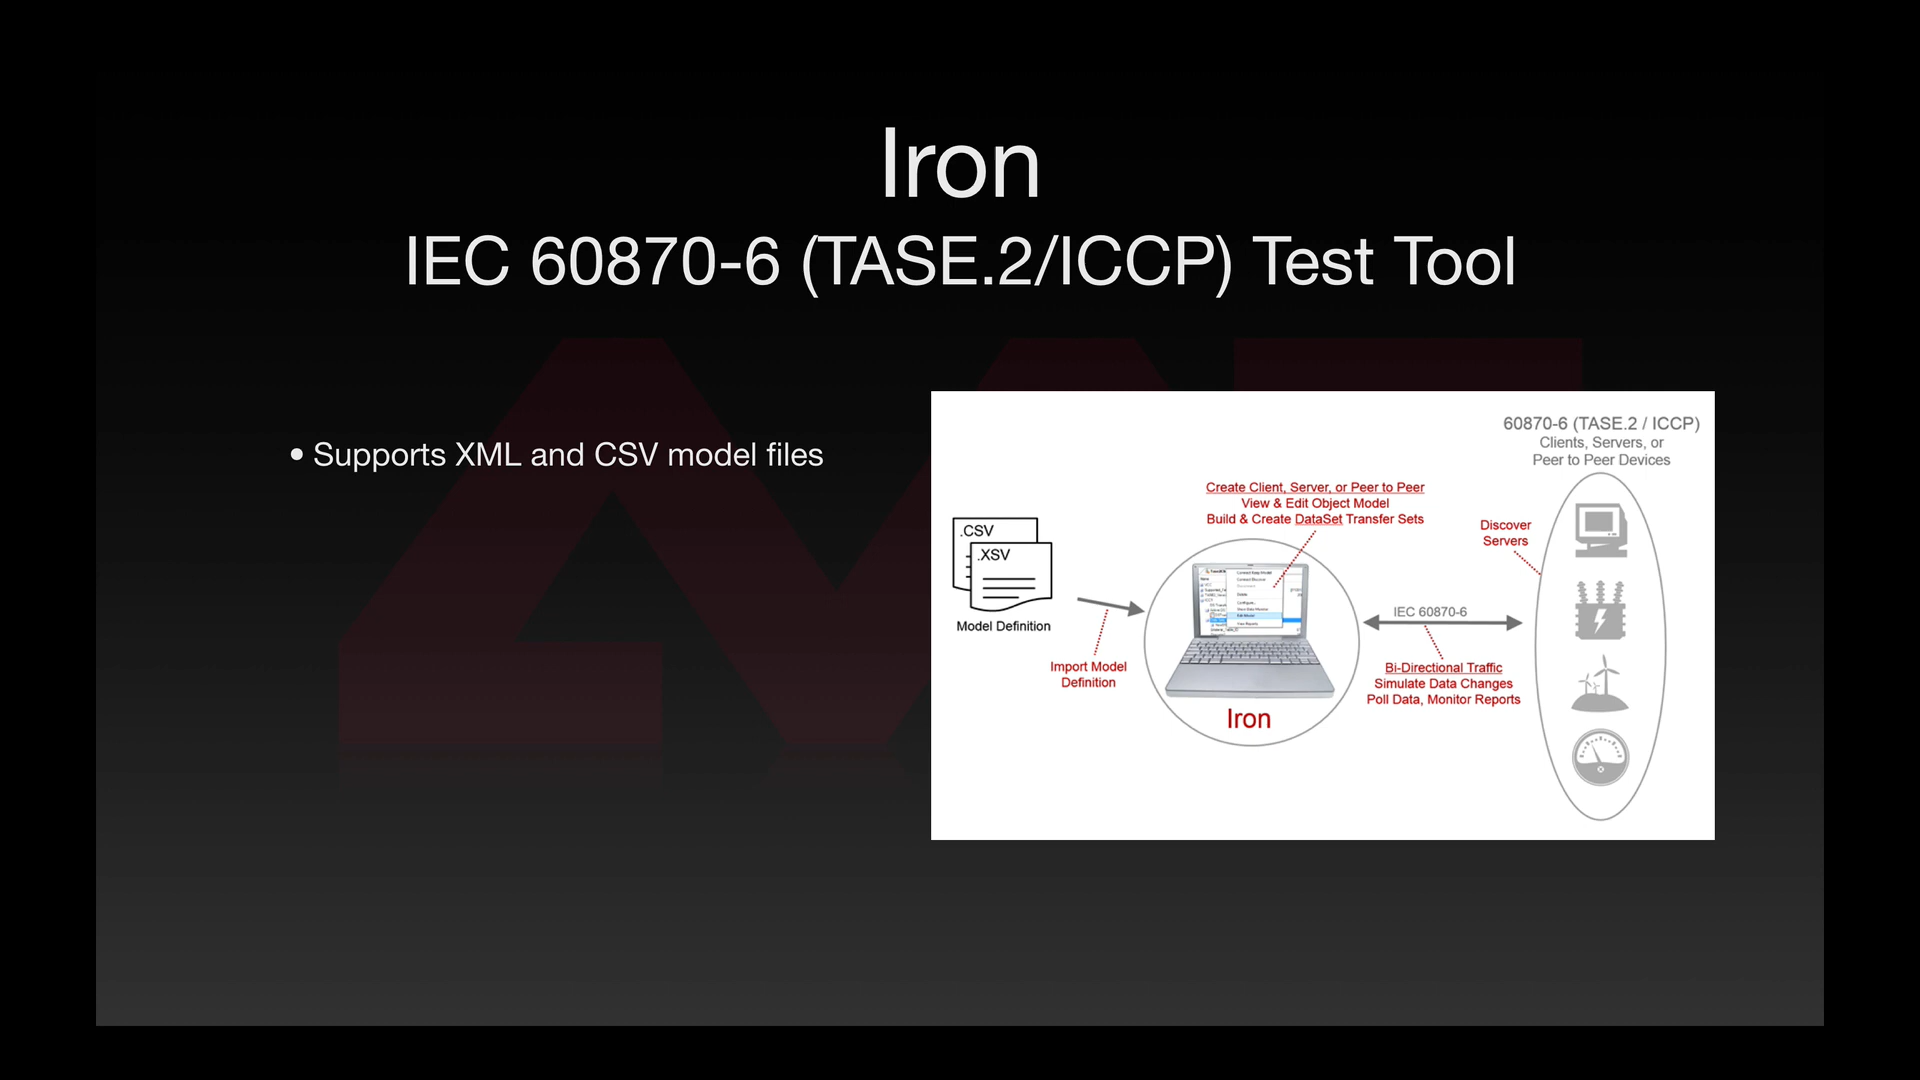 Iron
IEC 60870-6 (TASE.2/ICCP) Test Tool
• Supports XML and CSV model files
60870-6 (TASE.2 / ICCP)
Clients, Servers, or
Peer to Peer Devices
Create Client, Server, or Peer to Peer
View & Edit Object Model
Build & Create DataSet Transfer Sets
Discover
Servers
.CSV
.XSV
Model Definition
Import Model
Definition
Iron
IEC 60870-6
Bi-Directional Traffic
Simulate Data Changes
Poll Data, Monitor Reports